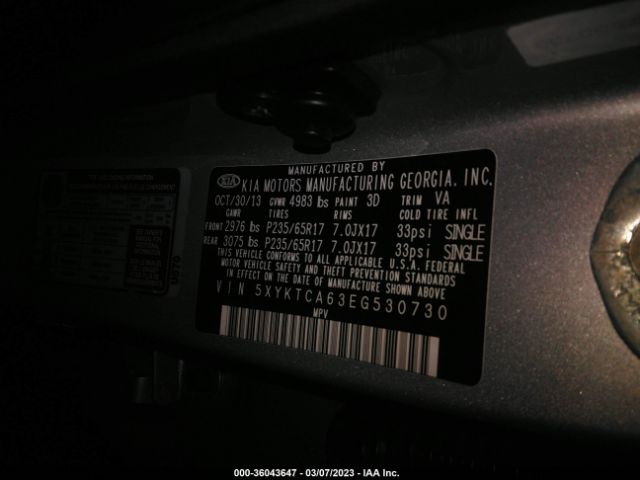 MANUFACTURED BY
KIA KIA MOTORS MANUFACTURING GEORGIA, INC.
OCT/30/13 GVWR 4983 lbs PAINT 3D TRIM VA
GAWR TIRES RIMS COLD TIRE INFL
FRONT 2976 lbs P235/65R17 7.0JX17 33psi SINGLE
REAR 3075 lbs P235/65R17 7.0JX17 33psi SINGLE
THIS VEHICLE CONFORMS TO ALL APPLICABLE U.S.A. FEDERAL
MOTOR VEHICLE SAFETY AND THEFT PREVENTION STANDARDS
IN EFFECT ON THE DATE OF MANUFACTURE SHOWN ABOVE
VIN 5XYKTCA63EG530730
MPV
000-36043647 - 03/07/2023 - IAA Inc.